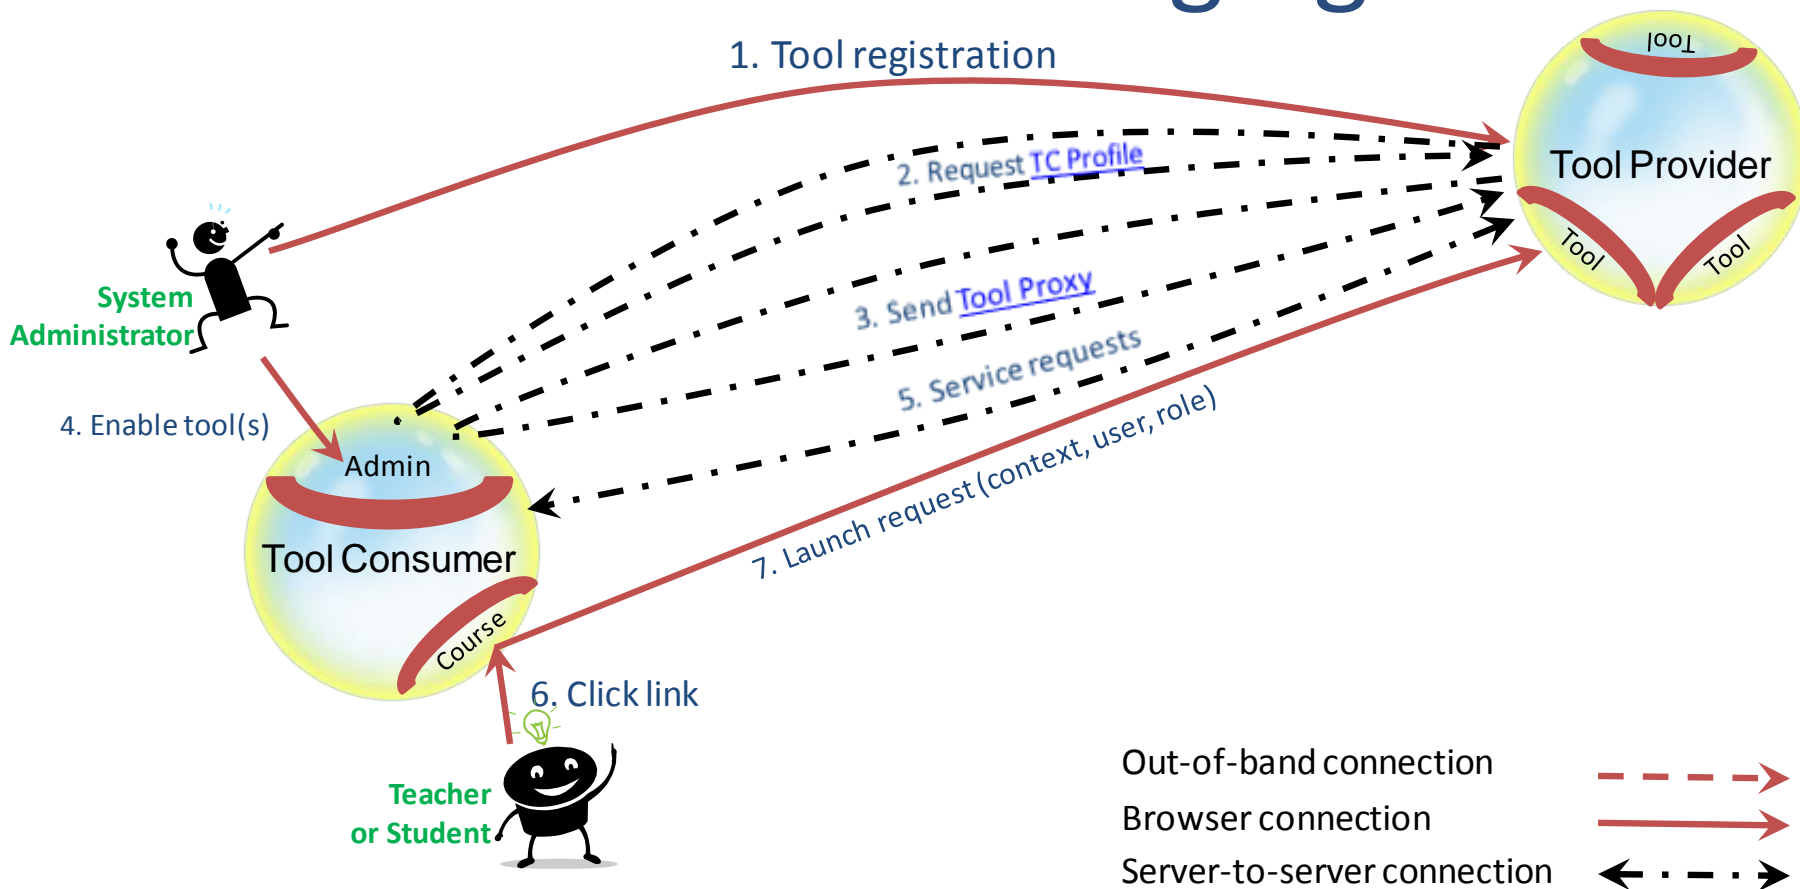 1. Tool registration
Tool
Tool Provider
Tool
Tool
2. Request TC Profile
3. Send Tool Proxy
5. Service requests
7. Launch request (context, user, role)
System
Administrator
4. Enable tool(s)
Admin
Tool Consumer
Course
6. Click link
Teacher
or Student
Out-of-band connection
Browser connection
Server-to-server connection